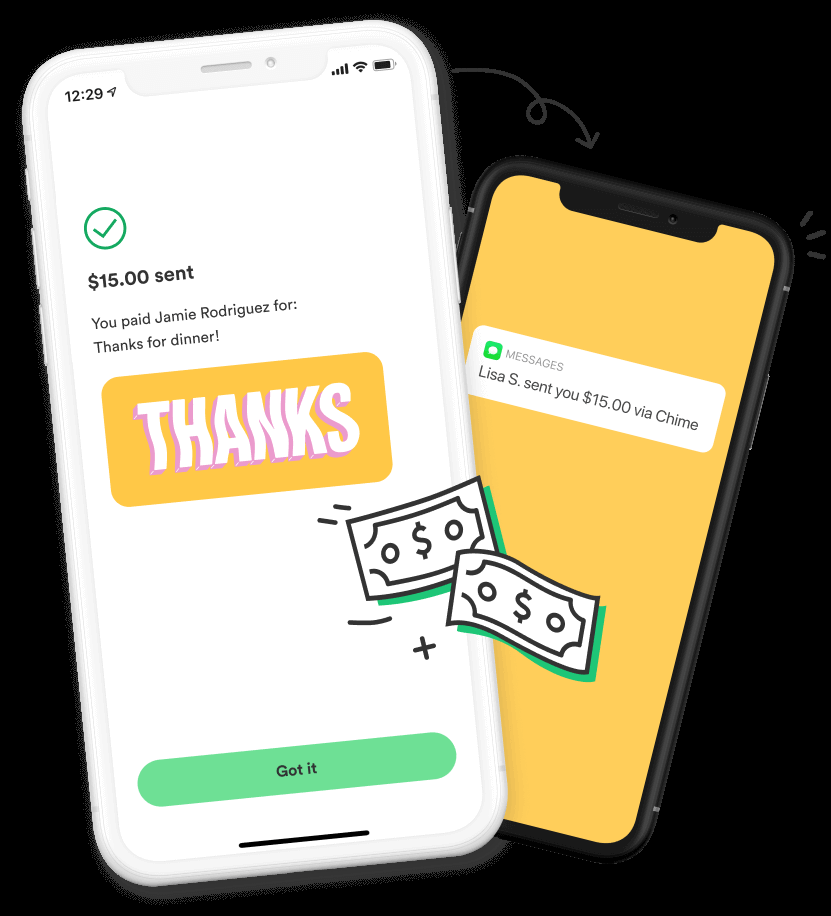 12:29
$15.00 sent
You paid Jamie Rodriguez for:
Thanks for dinner!
THANKS
Got it
MESSAGES
Lisa S. sent you $15.00 via Chime
$
$